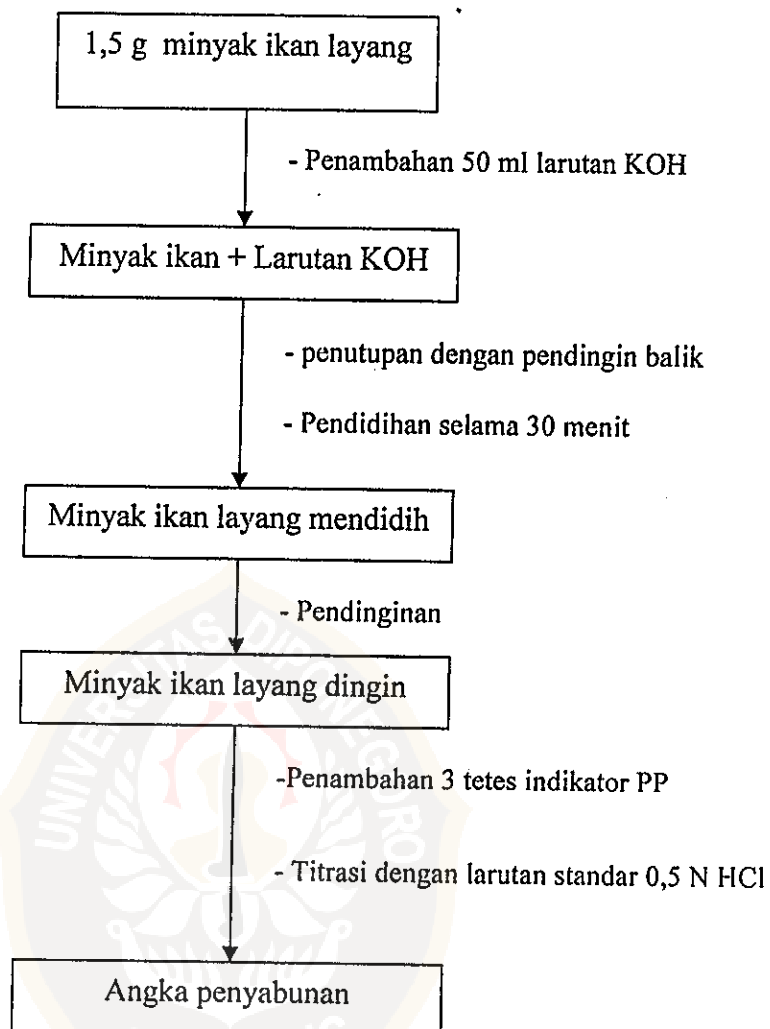 1,5 g minyak ikan layang
- Penambahan 50 ml larutan KOH
Minyak ikan + Larutan KOH
- penutupan dengan pendingin balik
- Pendidihan selama 30 menit
Minyak ikan layang mendidih
- Pendinginan
Minyak ikan layang dingin
-Penambahan 3 tetes indikator PP
- Titrasi dengan larutan standar 0,5 N HCl
Angka penyabunan
UNIVERSITAS DIPONEGORO